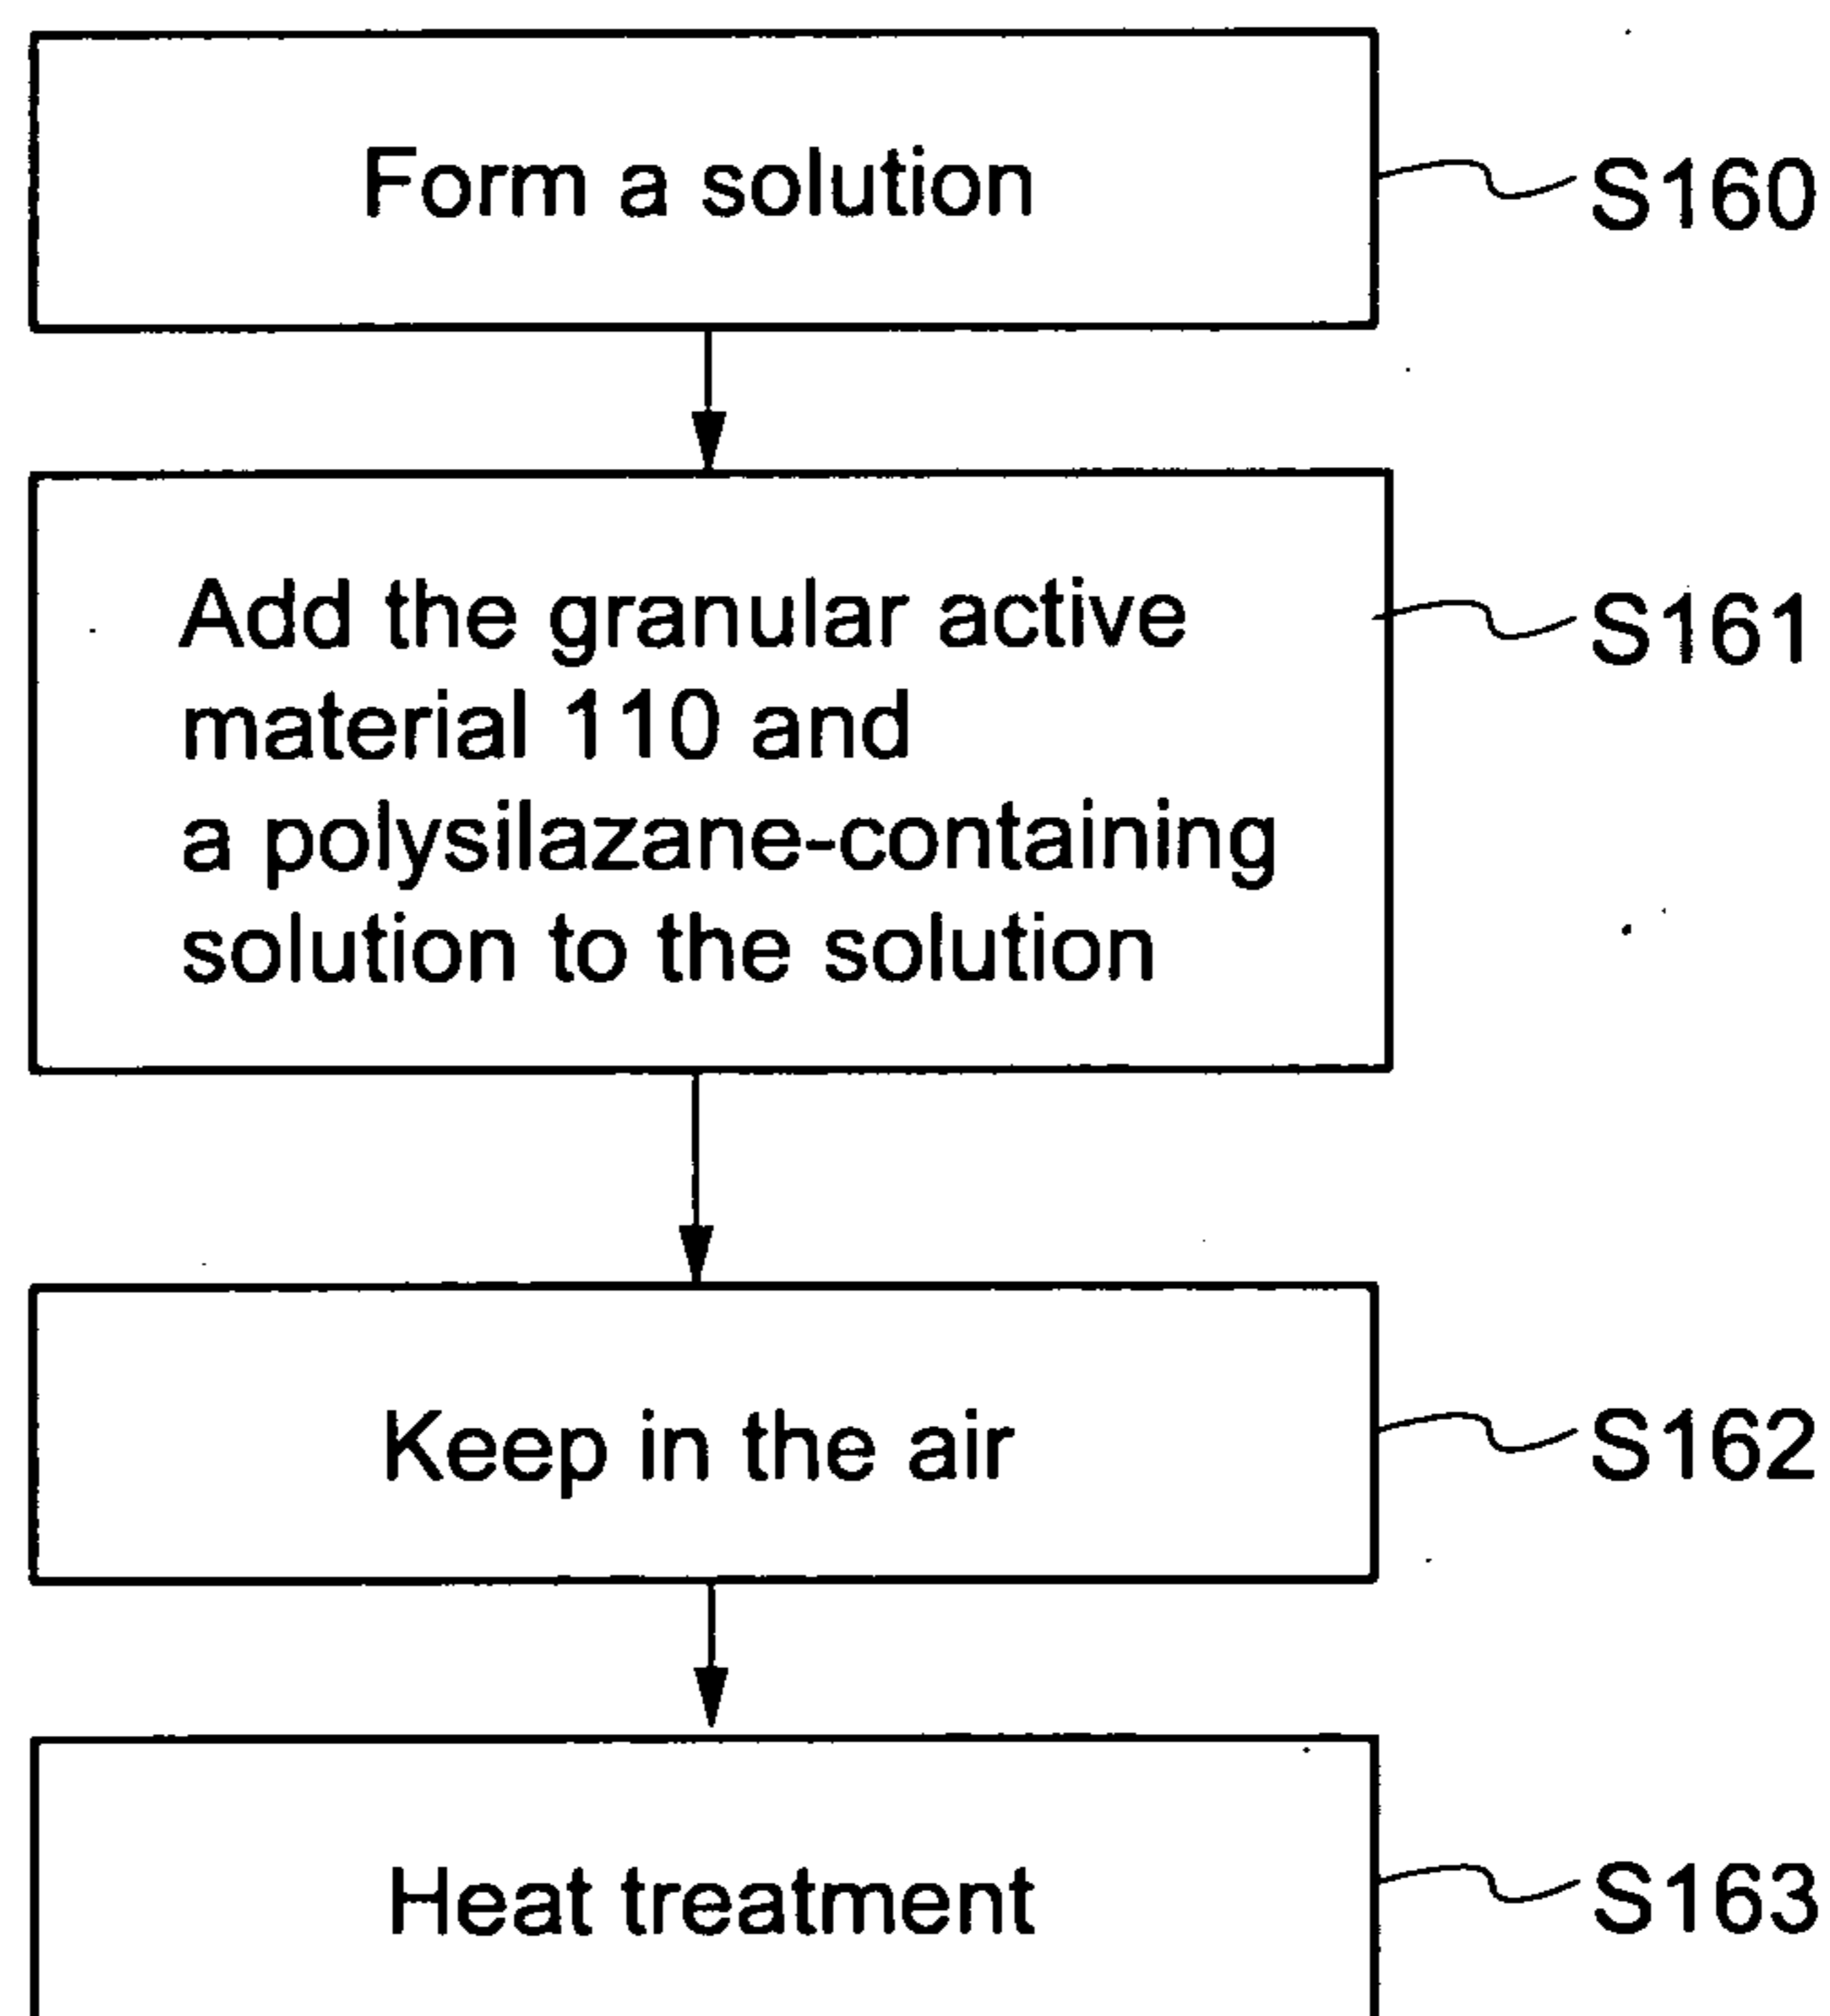 Form a solution
S160
Add the granular active
material 110 and
a polysilazane-containing
solution to the solution
S161
Keep in the air
S162
Heat treatment
S163